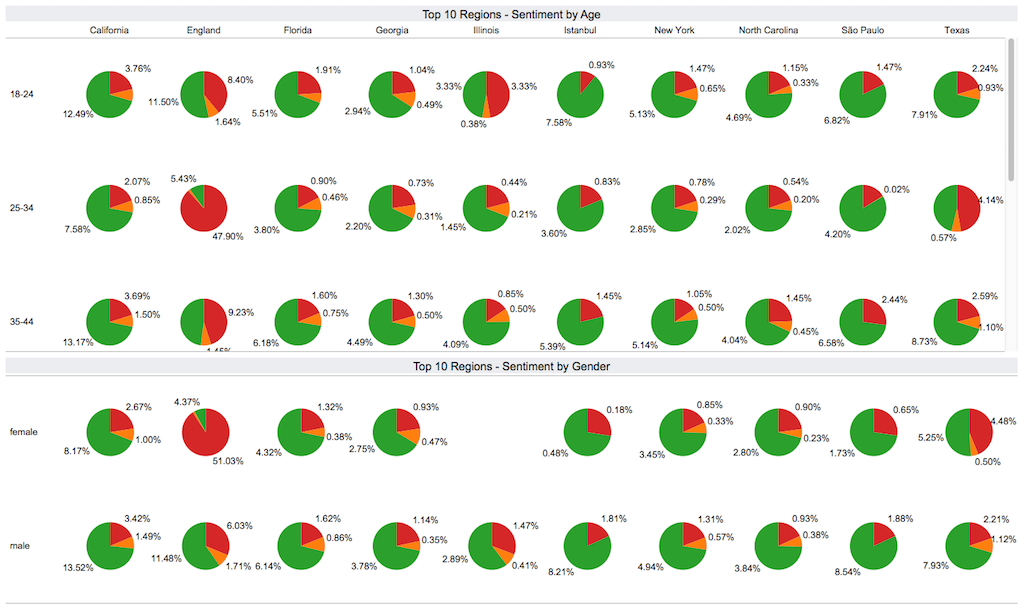 Top 10 Regions - Sentiment by Age
California England Florida Georgia Illinois Istanbul New York North Carolina São Paulo Texas
18-24
3.76% 12.49% 8.40% 11.50% 1.64% 1.91% 5.51% 1.04% 0.49% 2.94% 3.33% 3.33% 0.38% 0.93% 7.58% 1.47% 0.65% 5.13% 1.15% 0.33% 4.69% 1.47% 6.82% 2.24% 0.93% 7.91%
25-34
2.07% 0.85% 7.58% 5.43% 47.90% 0.90% 0.46% 3.80% 0.73% 0.31% 2.20% 0.44% 0.21% 1.45% 0.83% 3.60% 0.78% 0.29% 2.85% 0.54% 0.20% 2.02% 0.02% 4.20% 4.14% 0.57%
35-44
3.69% 1.50% 13.17% 9.23% 1.60% 0.75% 6.18% 1.30% 0.50% 4.49% 0.85% 0.50% 4.09% 1.45% 5.39% 1.05% 0.50% 5.14% 1.45% 0.45% 4.04% 2.44% 6.58% 2.59% 1.10% 8.73%
Top 10 Regions - Sentiment by Gender
female
2.67% 1.00% 8.17% 4.37% 51.03% 1.32% 0.38% 4.32% 0.93% 0.47% 2.75% 0.18% 0.48% 0.85% 0.33% 3.45% 0.90% 0.23% 2.80% 0.65% 1.73% 4.48% 5.25% 0.50%
male
3.42% 1.49% 13.52% 6.03% 11.48% 1.71% 1.62% 0.86% 6.14% 1.14% 0.35% 3.78% 1.47% 2.89% 0.41% 1.81% 8.21% 1.31% 0.57% 4.94% 0.93% 0.38% 3.84% 1.88% 8.54% 2.21% 1.12% 7.93%